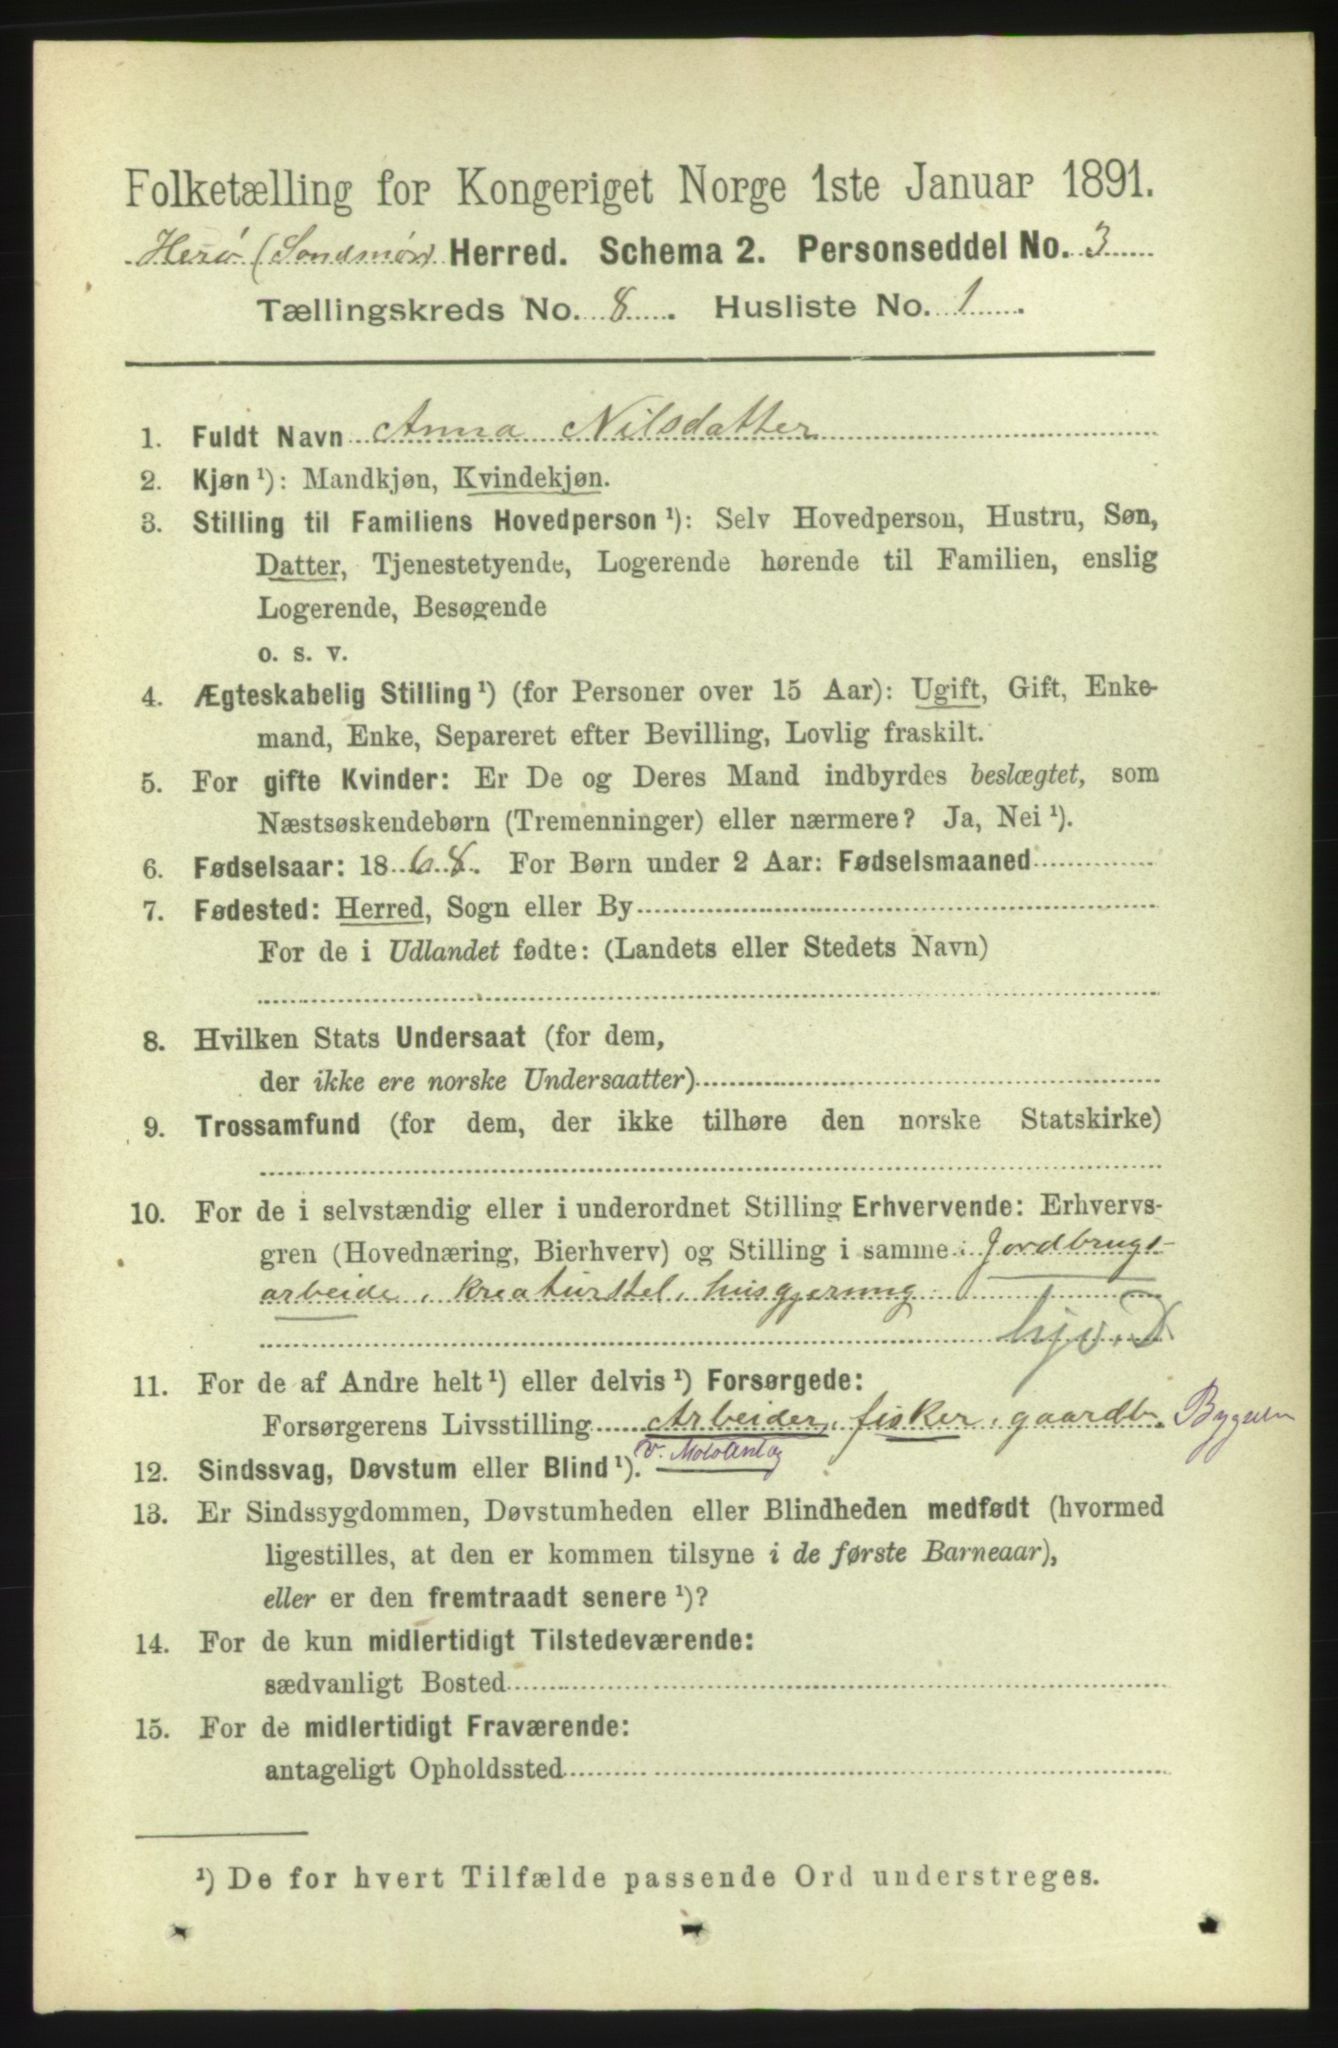 Folketælling for Kongeriget Norge 1ste Januar 1891.
Herø (Søndmør) Herred. Schema 2. Personseddel No. 3
Tællingskreds No. 8. Husliste No. 1.
1. Fuldt Navn Anna Nilsdatter
2. Kjøn ¹): Mandkjøn, Kvindekjøn.
3. Stilling til Familiens Hovedperson ¹): Selv Hovedperson, Hustru, Søn,
Datter, Tjenestetyende, Logerende hørende til Familien, enslig
Logerende, Besøgende
o. s. v.
4. Ægteskabelig Stilling ¹) (for Personer over 15 Aar): Ugift, Gift, Enke-
mand, Enke, Separeret efter Bevilling, Lovlig fraskilt.
5. For gifte Kvinder: Er De og Deres Mand indbyrdes beslægtet, som
Næstsøskendebørn (Tremenninger) eller nærmere? Ja, Nei ¹).
6. Fødselsaar: 1868. For Børn under 2 Aar: Fødselsmaaned
7. Fødested: Herred, Sogn eller By
For de i Udlandet fødte: (Landets eller Stedets Navn)
8. Hvilken Stats Undersaat (for dem,
der ikke ere norske Undersaatter)
9. Trossamfund (for dem, der ikke tilhøre den norske Statskirke)
10. For de i selvstændig eller i underordnet Stilling Erhvervende: Erhvervs-
gren (Hovednæring, Bierhverv) og Stilling i samme: Jordbrugs-
arbeide, kreaturstel, husgjerning
hjv. D
11. For de af Andre helt ¹) eller delvis ¹) Forsørgede:
Forsørgerens Livsstilling Arbeider, fisker, gaardb.
12. Sindssvag, Døvstum eller Blind ¹). v.
13. Er Sindssygdommen, Døvstumheden eller Blindheden medfødt (hvormed
ligestilles, at den er kommen tilsyne i de første Barneaar),
eller er den fremtraadt senere ¹)?
14. For de kun midlertidigt Tilstedeværende:
sædvanligt Bosted
15. For de midlertidigt Fraværende:
antageligt Opholdssted
¹) De for hvert Tilfælde passende Ord understreges.